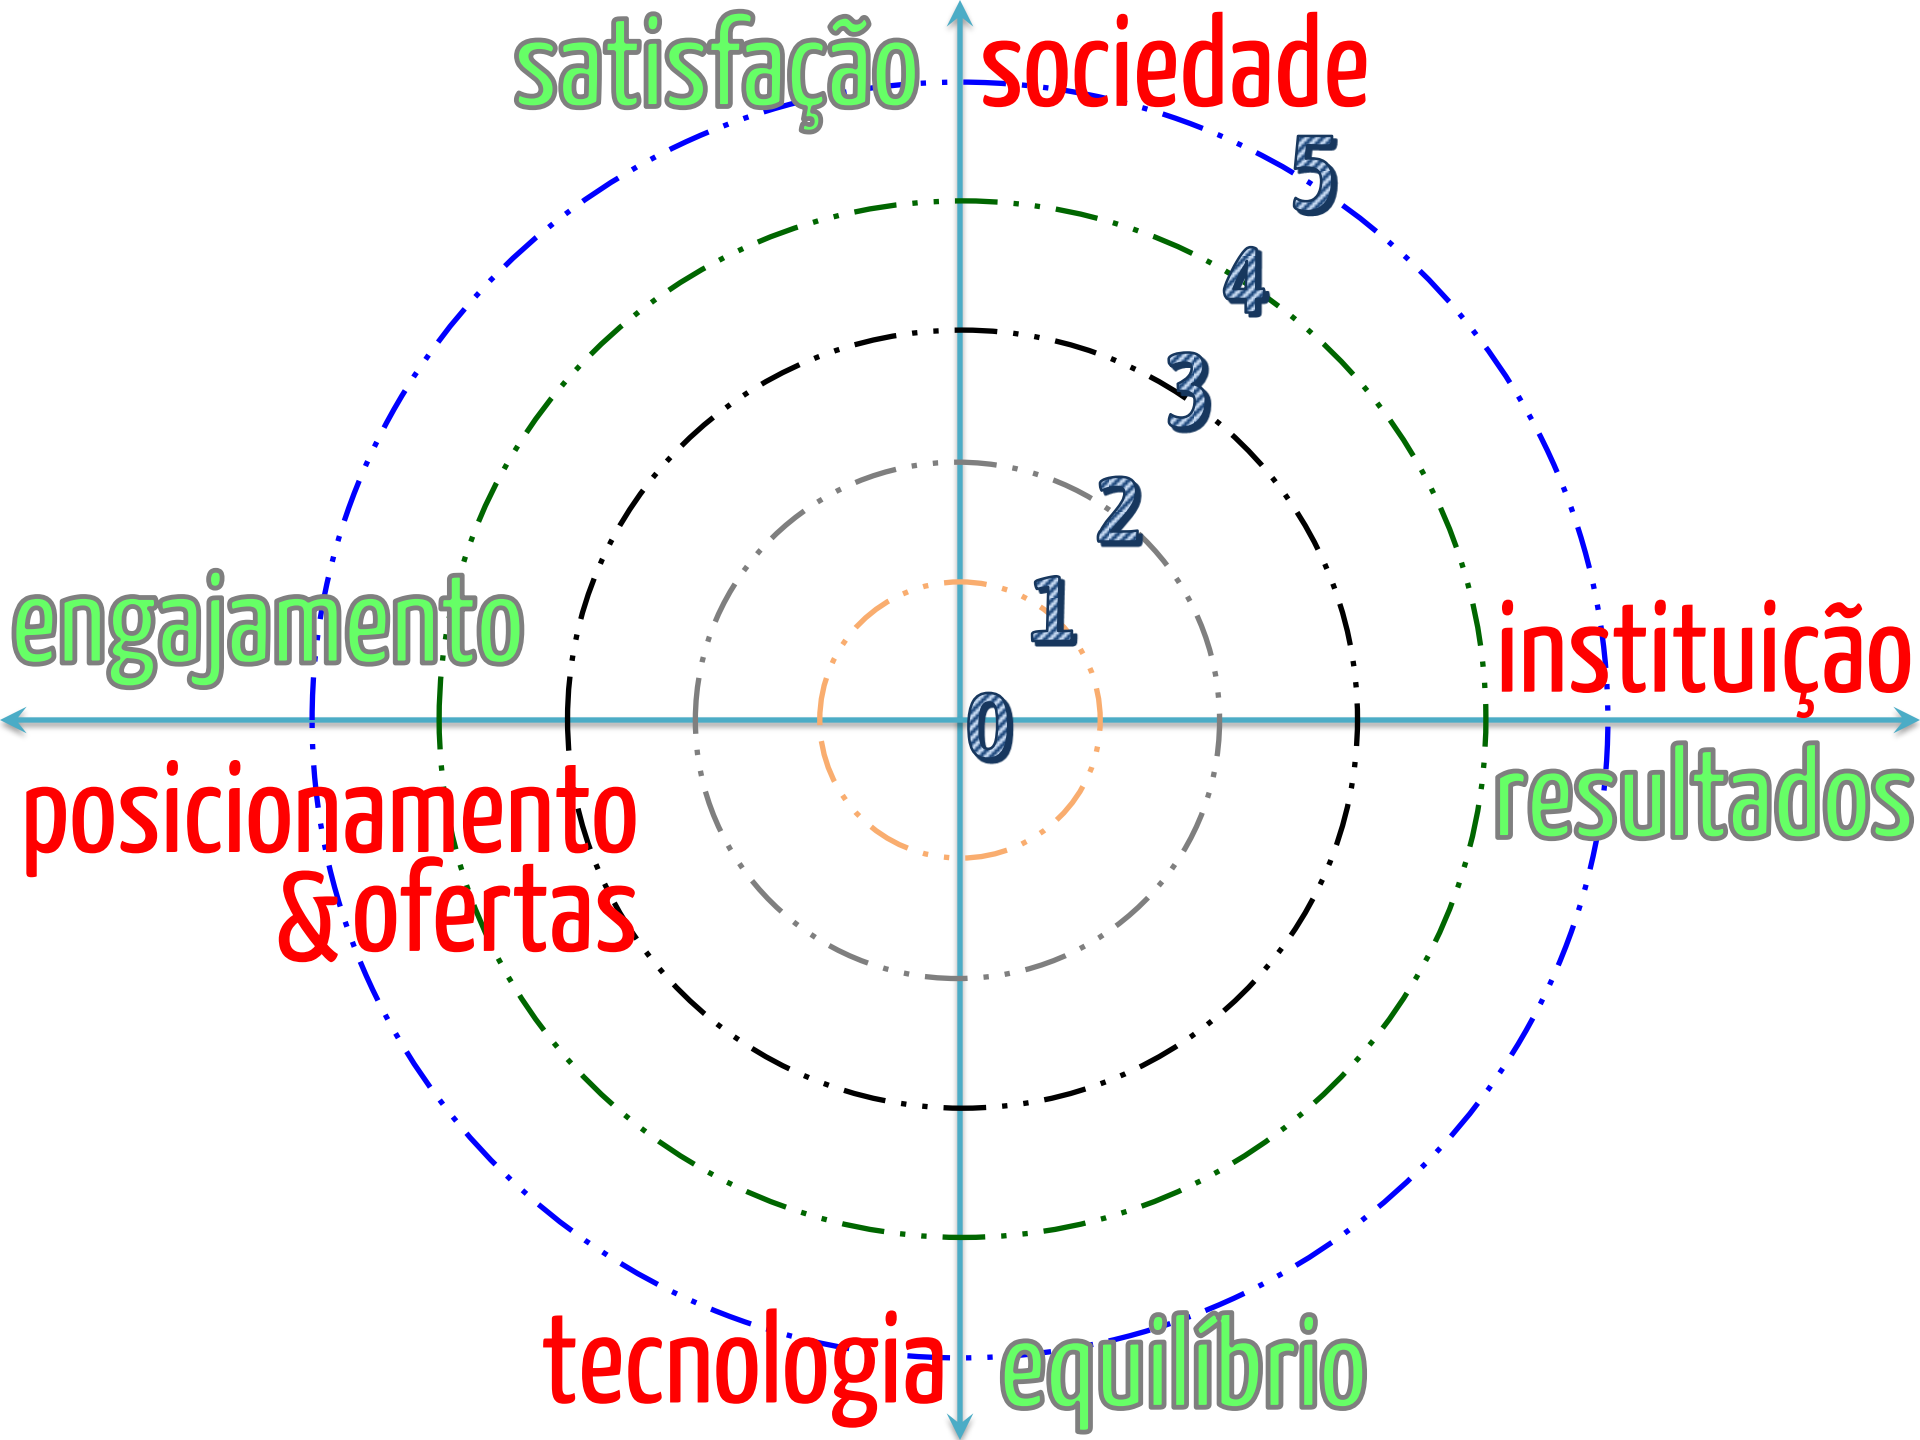 satisfação
sociedade
5
4
3
2
1
0
engajamento
instituição
posicionamento
& ofertas
resultados
tecnologia
equilíbrio